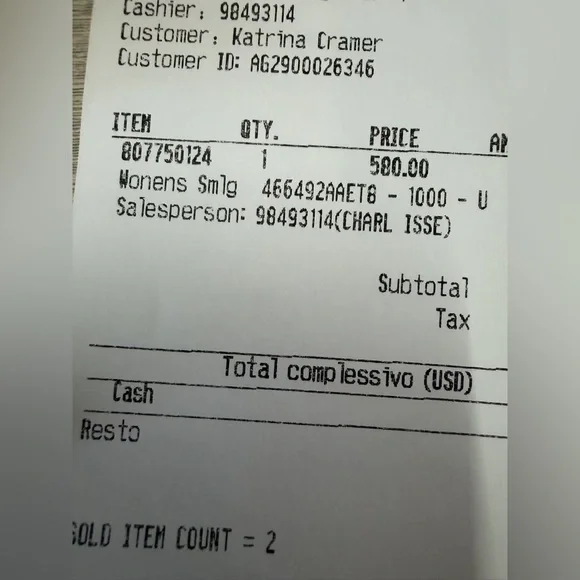 Cashier: 98493114
Customer: Katrina Cramer
Customer ID: AG2900026346
ITEM QTY. PRICE
807750124 1 580.00
Wonens Smlg 466492AAET8 - 1000 - U
Salesperson: 98493114(CHARL ISSE)
Subtotal
Tax
Total complessivo (USD)
Cash
Resto
SOLD ITEM COUNT = 2